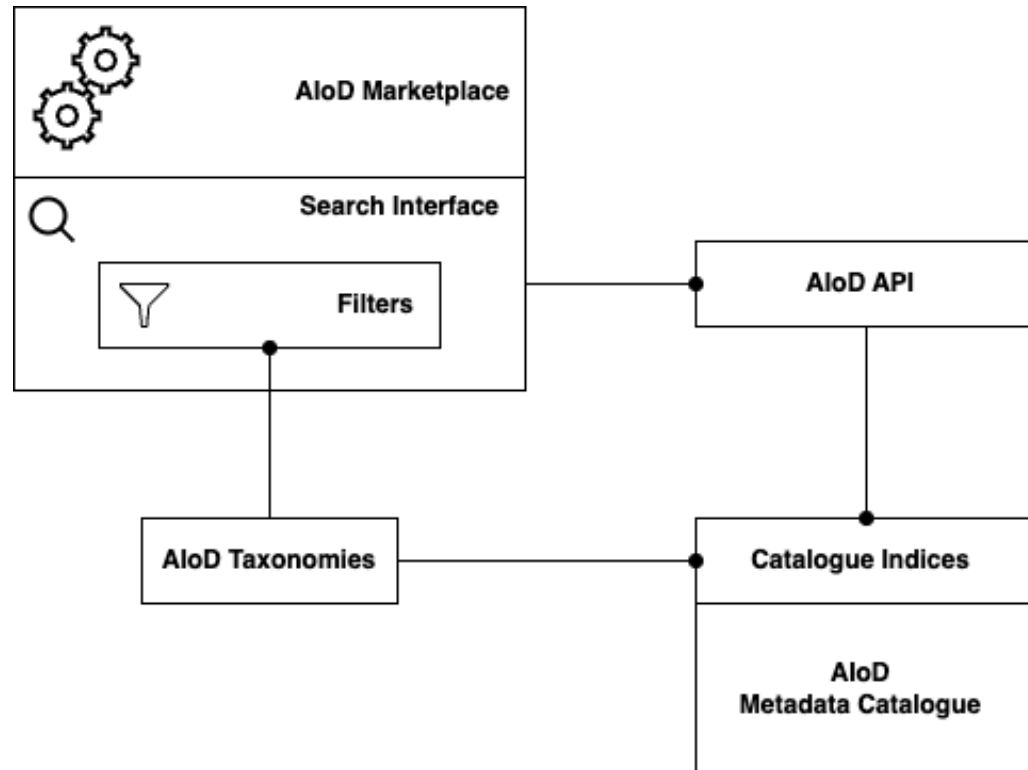 AIoD Marketplace
Search Interface
Filters
AIoD API
AIoD Taxonomies
Catalogue Indices
AIoD
Metadata Catalogue